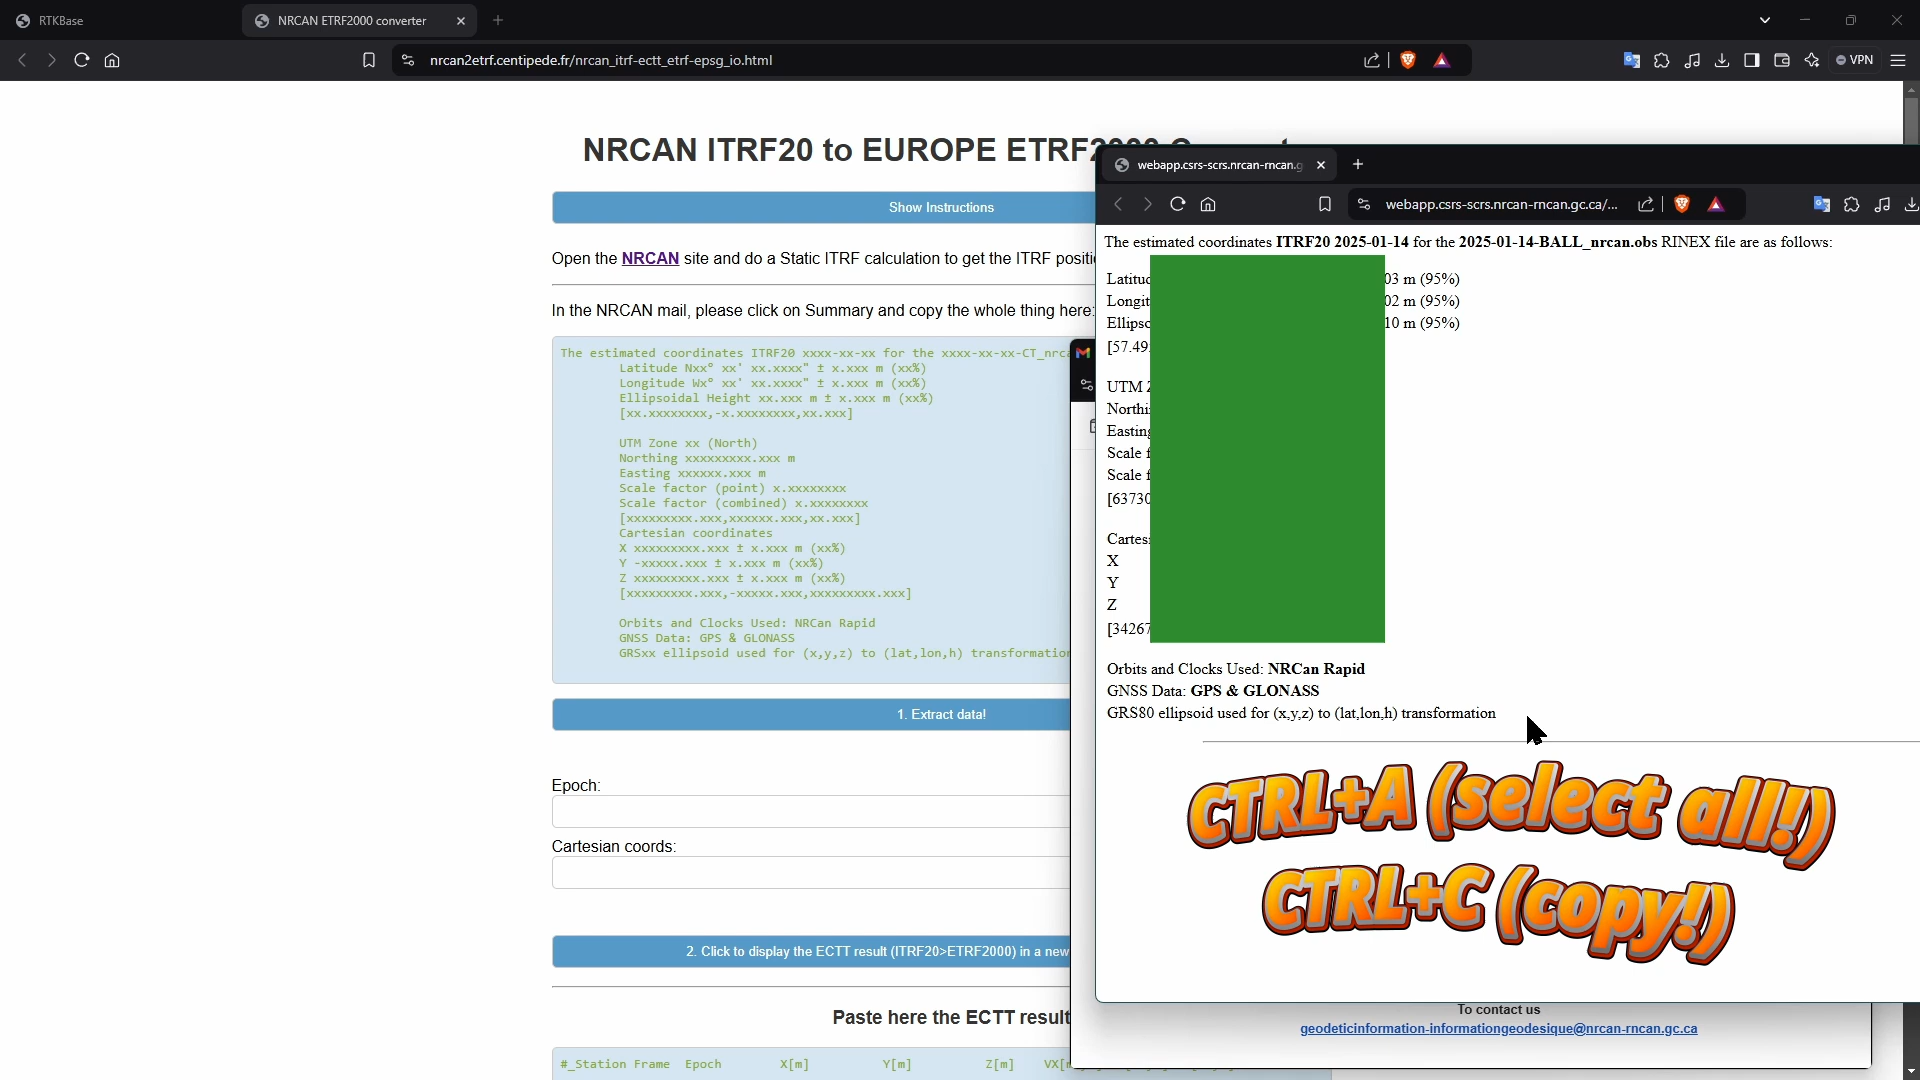 RTKBase
NRCAN ETRF2000 converter
nrcan2etrf.centipede.fr/nrcan_itrf-ectt_etrf-epsg_io.html
VPN
NRCAN ITRF20 to EUROPE
Show Instructions
Open the NRCAN site and do a Static ITRF calculation to get the ITRF
In the NRCAN mail, please click on Summary and copy the whole thing here:
The estimated coordinates ITRF20 xxxx-xx-xx for the
Latitude Nxx° xx' xx.xxxx" ± x.xxx m (xx%)
Longitude Wx° xx' xx.xxxx" ± x.xxx m (xx%)
Ellipsoidal Height xx.xxx m ± x.xxx m (xx%)
[xx.xxxxxxxx,-x.xxxxxxxx,xx.xxx]
UTM Zone xx (North)
Northing xxxxxxxxx.xxx m
Easting xxxxxx.xxx m
Scale factor (point) x.xxxxxxxx
Scale factor (combined) x.xxxxxxxx
[xxxxxxxxx.xxx,xxxxxx.xxx,xx.xxx]
Cartesian coordinates
X xxxxxxxxx.xxx ± x.xxx m (xx%)
Y -xxxxx.xxx ± x.xxx m (xx%)
Z xxxxxxxxx.xxx ± x.xxx m (xx%)
[xxxxxxxxx.xxx,-xxxxx.xxx,xxxxxxxxx.xxx]
Orbits and Clocks Used: NRCan Rapid
GNSS Data: GPS & GLONASS
GRSxx ellipsoid used for (x,y,z) to (lat,lon,h)
1. Extract data!
Epoch:
Cartesian coords:
2. Click to display the ECTT result (ITRF20>ETRF2000) in a new
Paste here the ECTT
#_Station Frame Epoch X[m] Y[m] Z[m]
webapp.csrs-scrs.nrcan-rncan.g
webapp.csrs-scrs.nrcan-rncan.gc.ca/...
The estimated coordinates ITRF20 2025-01-14 for the 2025-01-14-BALL_nrcan.obs RINEX file are as follows:
03 m (95%)
02 m (95%)
10 m (95%)
[57.49
UTM
Scale
Scale
[63730
X
Y
Z
[34267
Orbits and Clocks Used: NRCan Rapid
GNSS Data: GPS & GLONASS
GRS80 ellipsoid used for (x,y,z) to (lat,lon,h) transformation
CTRL+A (select all!)
CTRL+C (copy!)
To contact us
geodeticinformation-informationgeodesique@nrcan-rncan.gc.ca